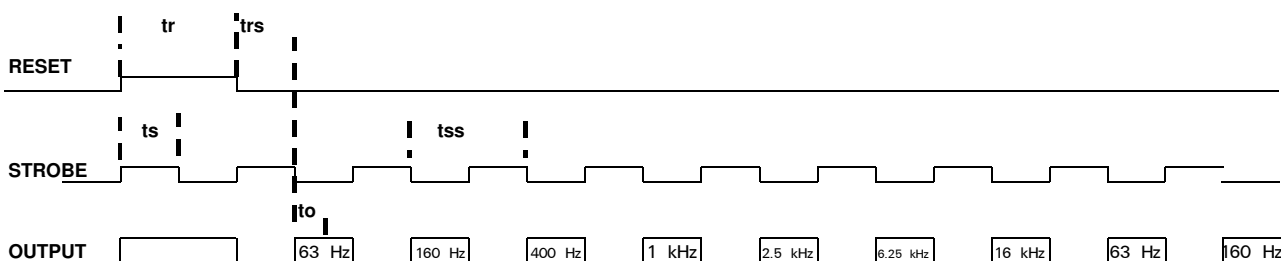 tr trs
RESET
ts tss
STROBE
to
OUTPUT 63 Hz 160 Hz 400 Hz 1 kHz 2.5 kHz 6.25 kHz 16 kHz 63 Hz 160 Hz